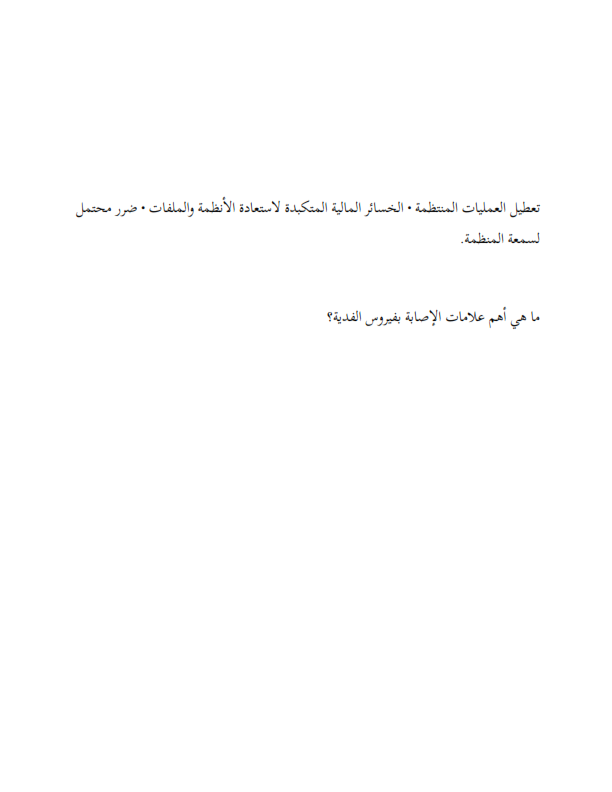 تعطيل العمليات المنتظمة • الخسائر المالية المتكبدة لاستعادة الأنظمة والملفات • ضرر محتمل
لسمعة المنظمة.
ما هي أهم علامات الإصابة بفيروس الفدية؟